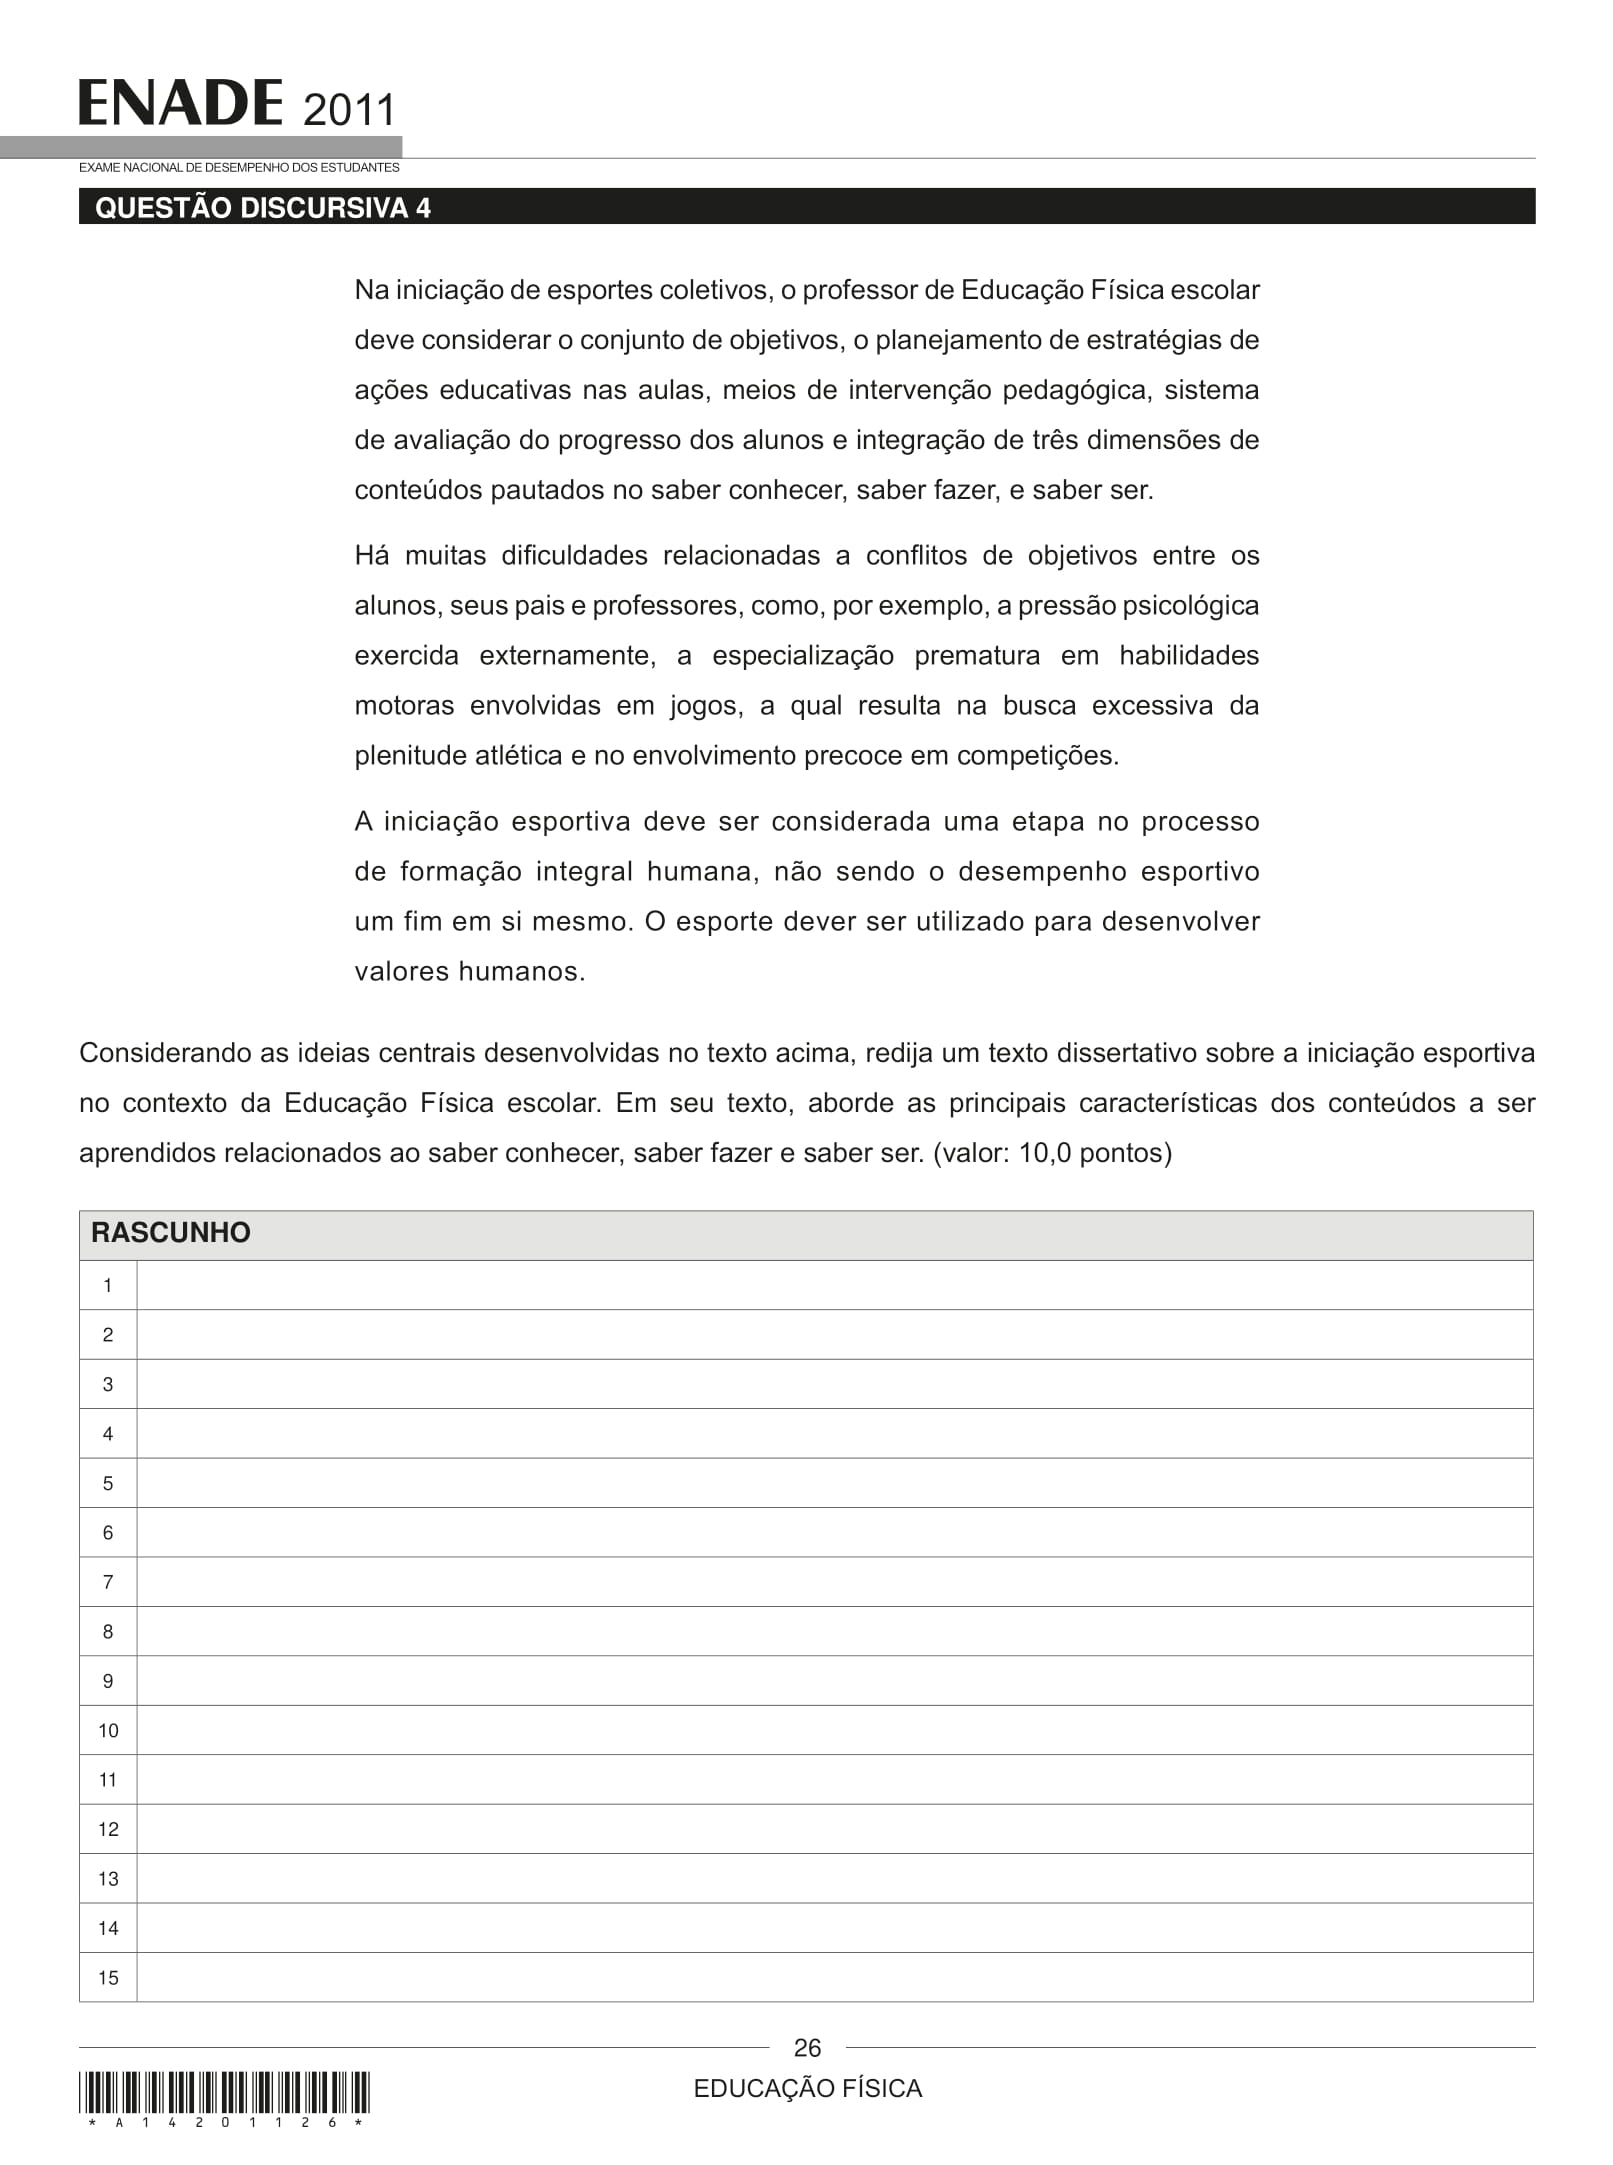 ENADE 2011
EXAME NACIONAL DE DESEMPENHO DOS ESTUDANTES
QUESTÃO DISCURSIVA 4
Na iniciação de esportes coletivos, o professor de Educação Física escolar
deve considerar o conjunto de objetivos, o planejamento de estratégias de
ações educativas nas aulas, meios de intervenção pedagógica, sistema
de avaliação do progresso dos alunos e integração de três dimensões de
conteúdos pautados no saber conhecer, saber fazer, e saber ser.
Há muitas dificuldades relacionadas a conflitos de objetivos entre os
alunos, seus pais e professores, como, por exemplo, a pressão psicológica
exercida externamente, a especialização prematura em habilidades
motoras envolvidas em jogos, a qual resulta na busca excessiva da
plenitude atlética e no envolvimento precoce em competições.
A iniciação esportiva deve ser considerada uma etapa no processo
de formação integral humana, não sendo o desempenho esportivo
um fim em si mesmo. O esporte dever ser utilizado para desenvolver
valores humanos.
Considerando as ideias centrais desenvolvidas no texto acima, redija um texto dissertativo sobre a iniciação esportiva
no contexto da Educação Física escolar. Em seu texto, aborde as principais características dos conteúdos a ser
aprendidos relacionados ao saber conhecer, saber fazer e saber ser. (valor: 10,0 pontos)
RASCUNHO
1
2
3
4
5
6
7
8
9
10
11
12
13
14
15
26
EDUCAÇÃO FÍSICA
* A 1 4 2 0 1 1 2 6 *